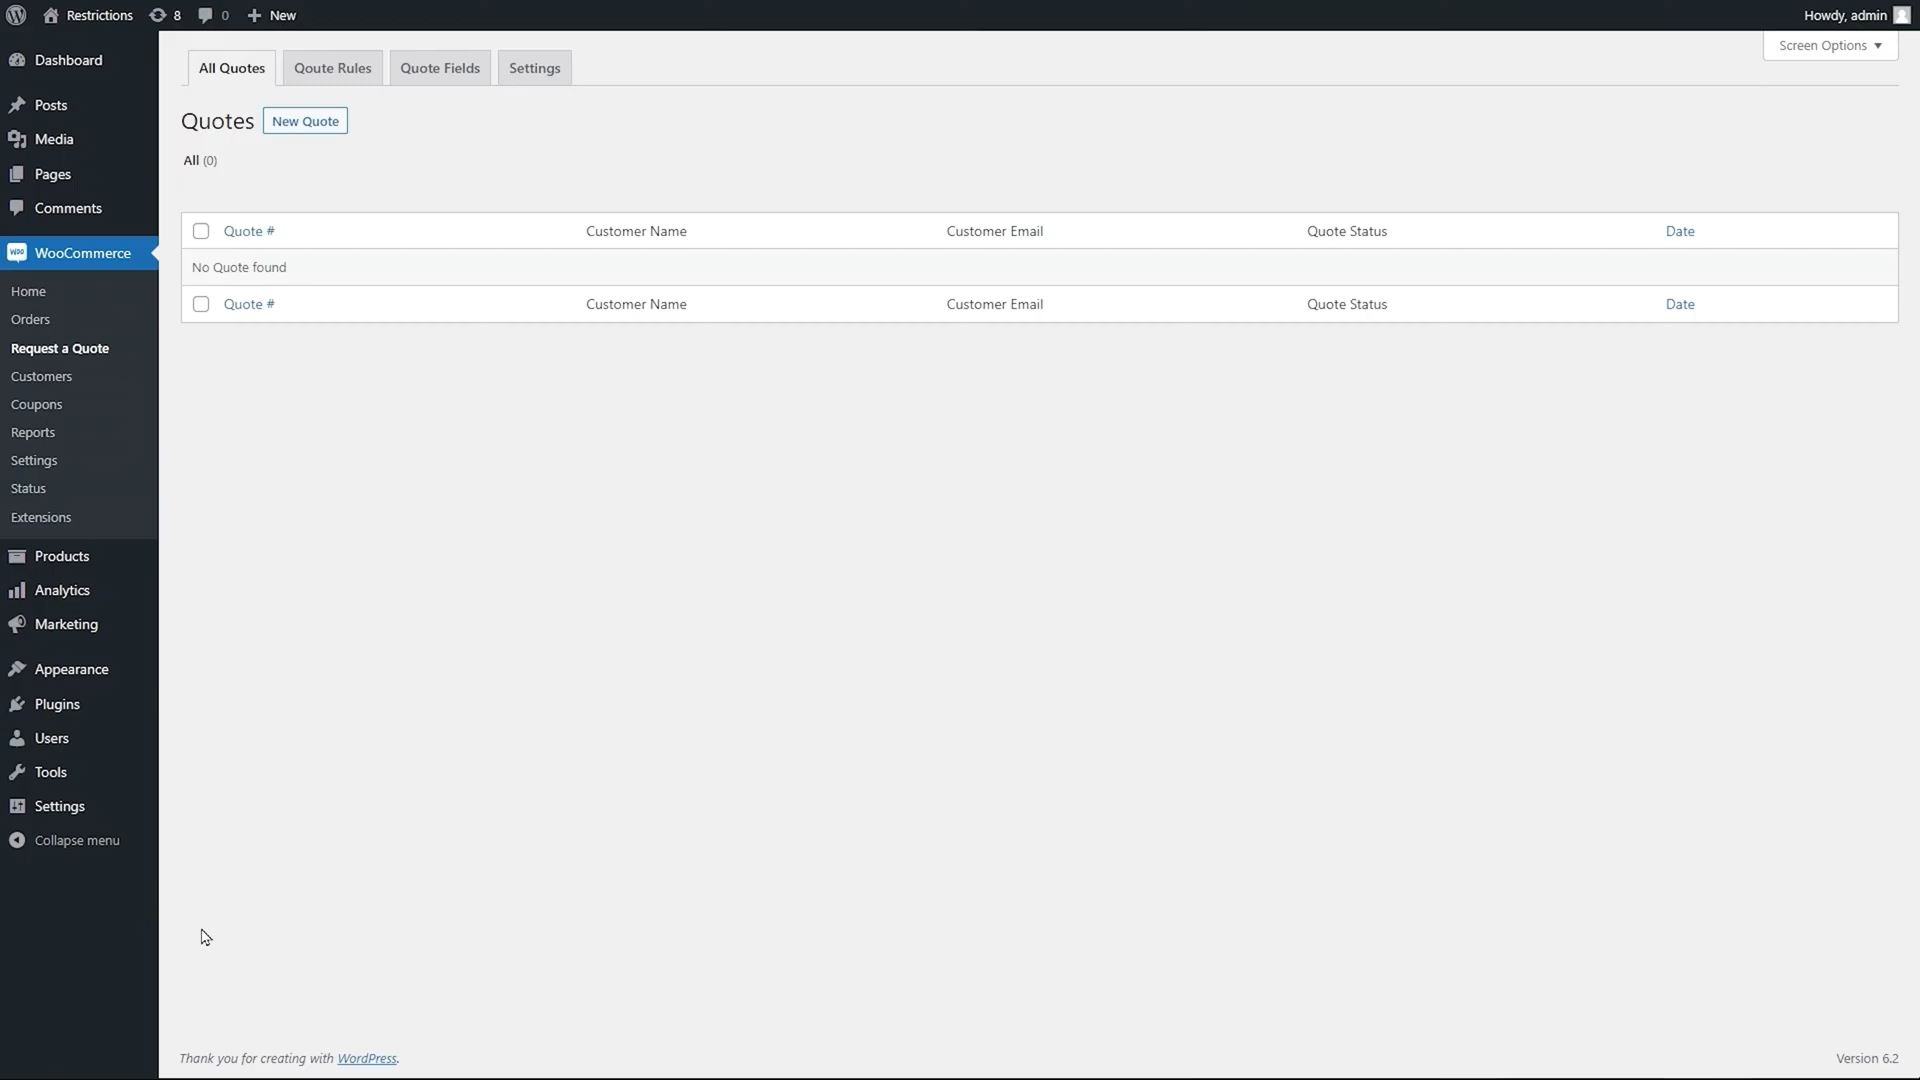 Restrictions 8 0 New Howdy, admin
Screen Options
Dashboard
Posts
Media
Pages
Comments
WooCommerce
Home
Orders
Request a Quote
Customers
Coupons
Reports
Settings
Status
Extensions
Products
Analytics
Marketing
Appearance
Plugins
Users
Tools
Settings
Collapse menu
All Quotes Qoute Rules Quote Fields Settings
Quotes New Quote
All (0)
Quote # Customer Name Customer Email Quote Status Date
No Quote found
Quote # Customer Name Customer Email Quote Status Date
Thank you for creating with WordPress. Version 6.2